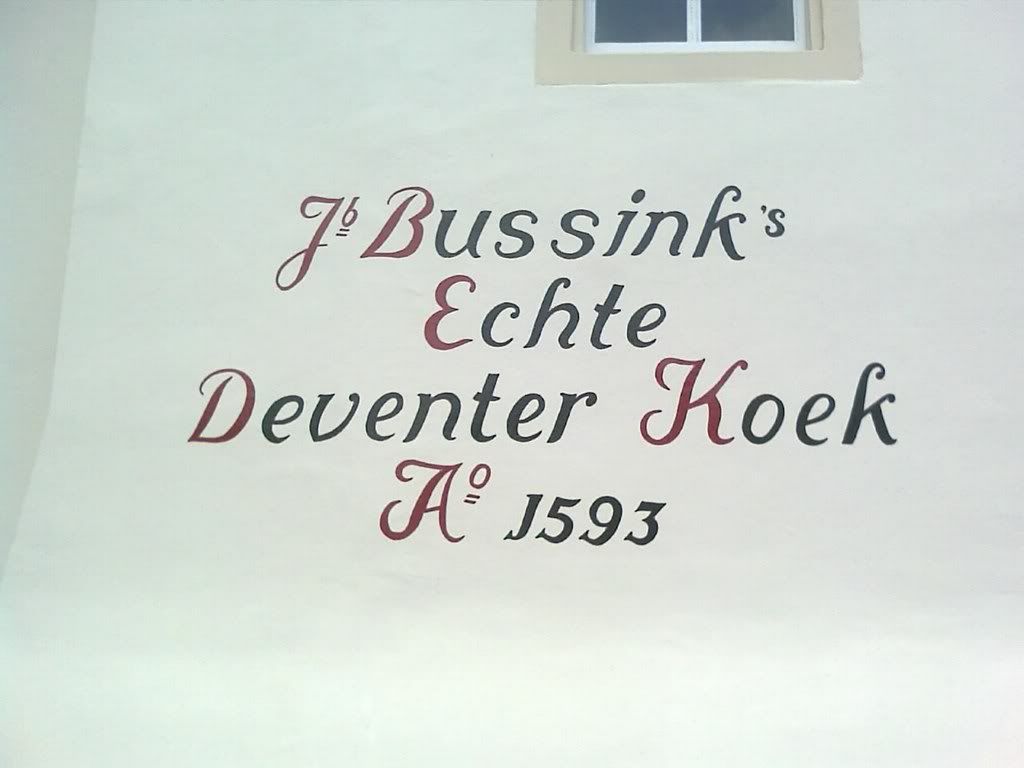 Jb Bussink's
Echte
Deventer Koek
Ao 1593